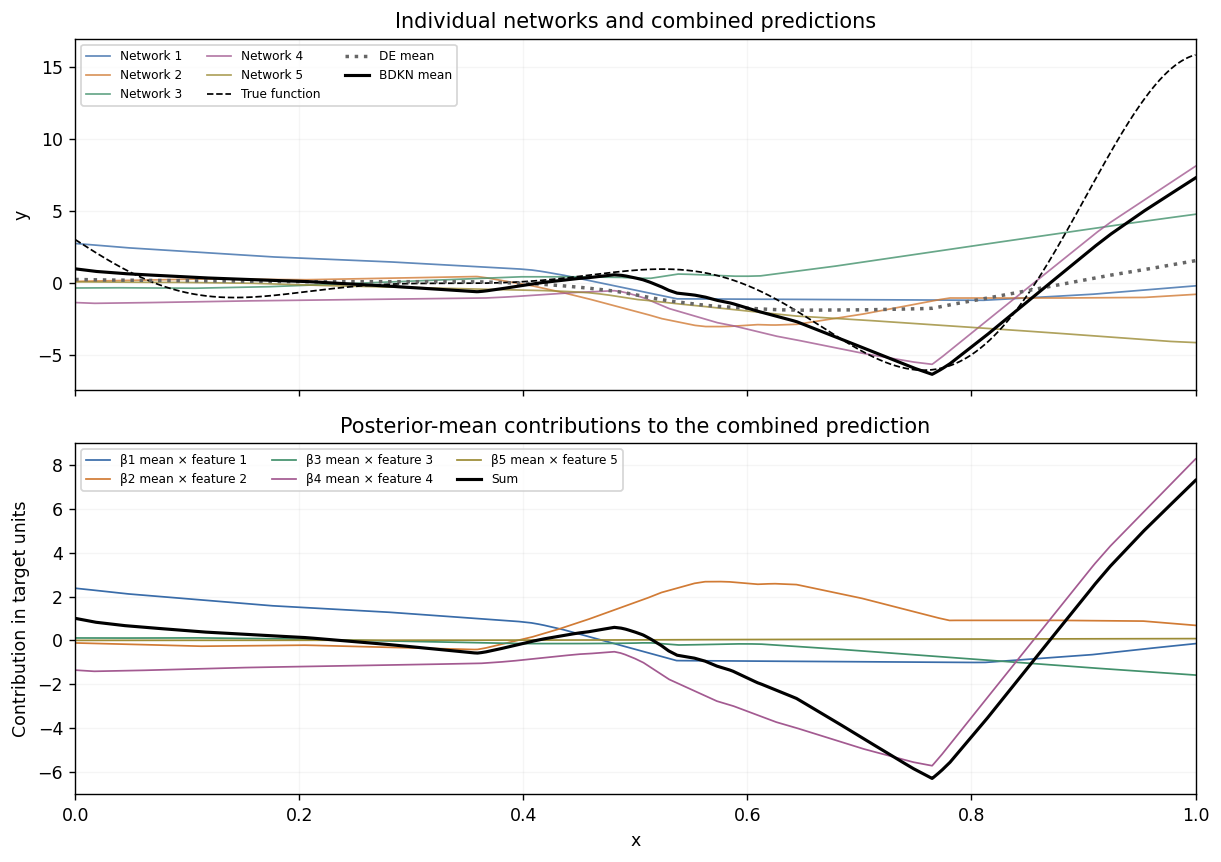 Individual networks and combined predictions
Network 1
Network 2
Network 3
Network 4
Network 5
True function
DE mean
BDKN mean
15
10
5
0
−5
y
Posterior-mean contributions to the combined prediction
β1 mean × feature 1
β2 mean × feature 2
β3 mean × feature 3
β4 mean × feature 4
β5 mean × feature 5
Sum
8
6
4
2
0
−2
−4
−6
Contribution in target units
0.0 0.2 0.4 0.6 0.8 1.0
x